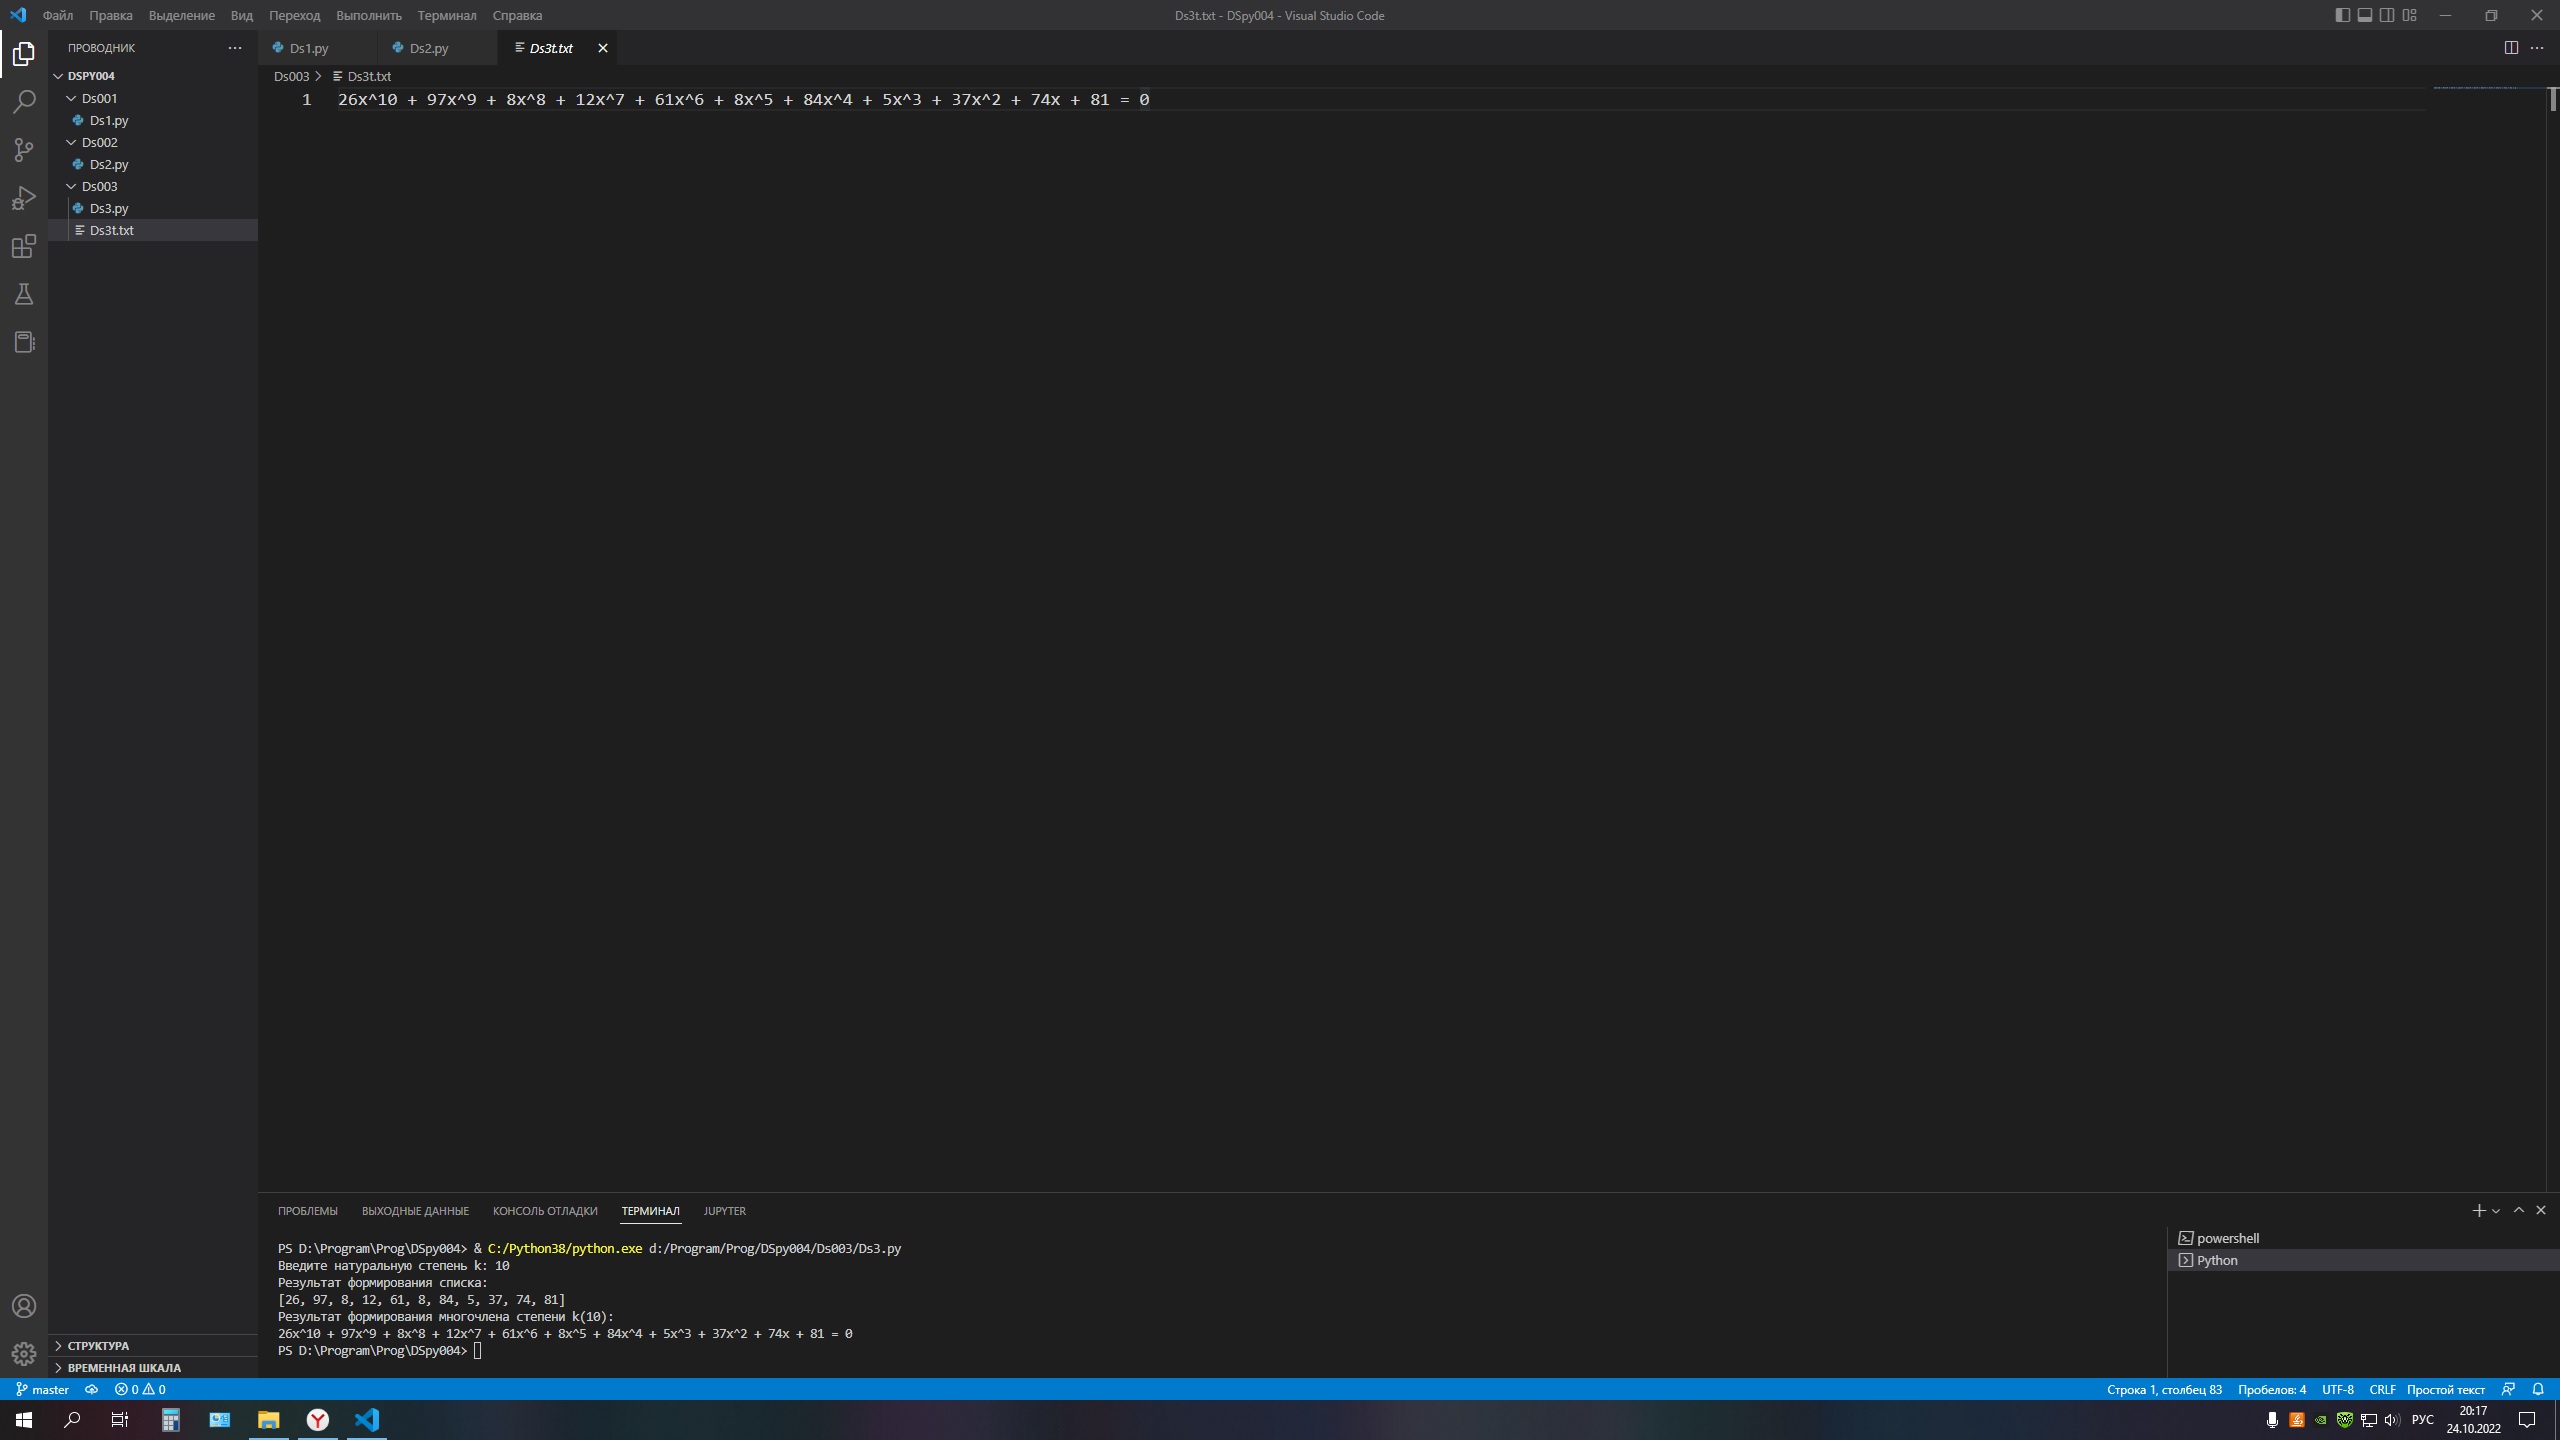 Файл Правка Выделение Вид Переход Выполнить Терминал Справка
Ds3t.txt - DSpy004 - Visual Studio Code
ПРОВОДНИК
Ds1.py
Ds2.py
Ds3t.txt
DSPY004
Ds003 > Ds3t.txt
Ds001
Ds1.py
Ds002
Ds2.py
Ds003
Ds3.py
Ds3t.txt
1 26x^10 + 97x^9 + 8x^8 + 12x^7 + 61x^6 + 8x^5 + 84x^4 + 5x^3 + 37x^2 + 74x + 81 = 0
ПРОБЛЕМЫ ВЫХОДНЫЕ ДАННЫЕ КОНСОЛЬ ОТЛАДКИ ТЕРМИНАЛ JUPYTER
PS D:\Program\Prog\DSpy004> & C:/Python38/python.exe d:/Program/Prog/DSpy004/Ds003/Ds3.py
Введите натуральную степень k: 10
Результат формирования списка:
[26, 97, 8, 12, 61, 8, 84, 5, 37, 74, 81]
Результат формирования многочлена степени k(10):
26x^10 + 97x^9 + 8x^8 + 12x^7 + 61x^6 + 8x^5 + 84x^4 + 5x^3 + 37x^2 + 74x + 81 = 0
PS D:\Program\Prog\DSpy004>
powershell
Python
СТРУКТУРА
ВРЕМЕННАЯ ШКАЛА
master 0 0
Строка 1, столбец 83 Пробелов: 4 UTF-8 CRLF Простой текст
РУС
20:17
24.10.2022